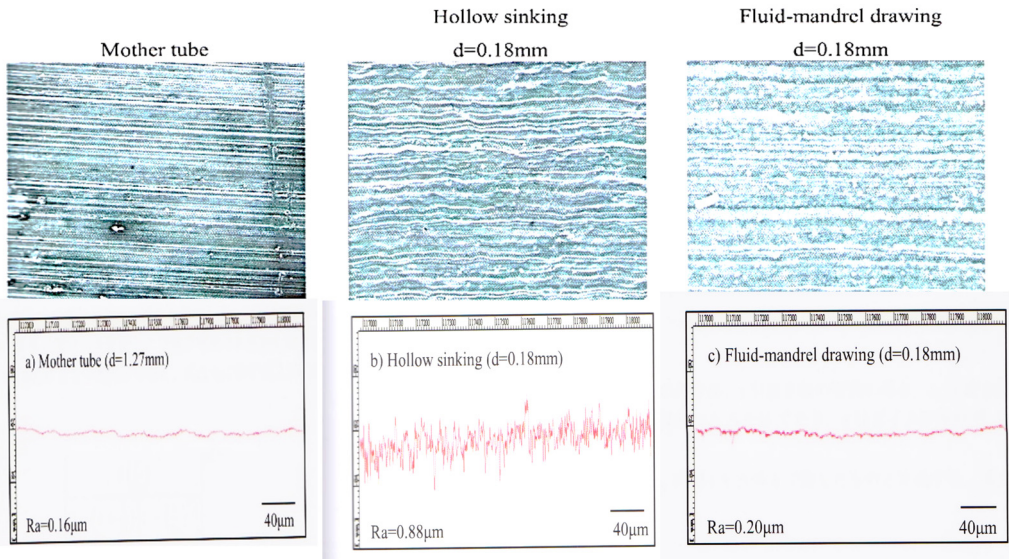 Mother tube
Hollow sinking
d=0.18mm
Fluid-mandrel drawing
d=0.18mm
a) Mother tube (d=1.27mm)
Ra=0.16μm
40μm
b) Hollow sinking (d=0.18mm)
Ra=0.88μm
40μm
c) Fluid-mandrel drawing (d=0.18mm)
Ra=0.20μm
40μm